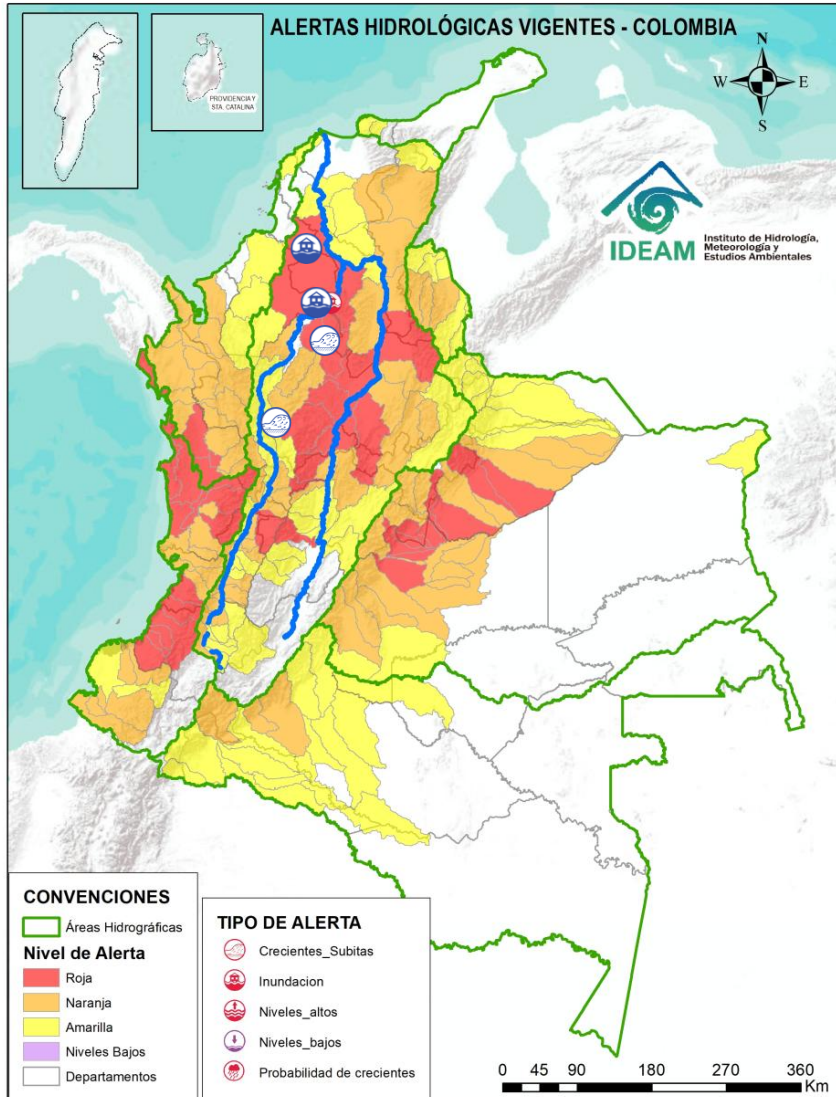 ALERTAS HIDROLÓGICAS VIGENTES - COLOMBIA
PROVIDENCIA Y
STA. CATALINA
N
W
E
S
IDEAM
Instituto de Hidrología,
Meteorología y
Estudios Ambientales
CONVENCIONES
Áreas Hidrográficas
Nivel de Alerta
Roja
Naranja
Amarilla
Niveles Bajos
Departamentos
TIPO DE ALERTA
Crecientes_Subitas
Inundacion
Niveles_altos
Niveles_bajos
Probabilidad de crecientes
0 45 90 180 270 360
Km